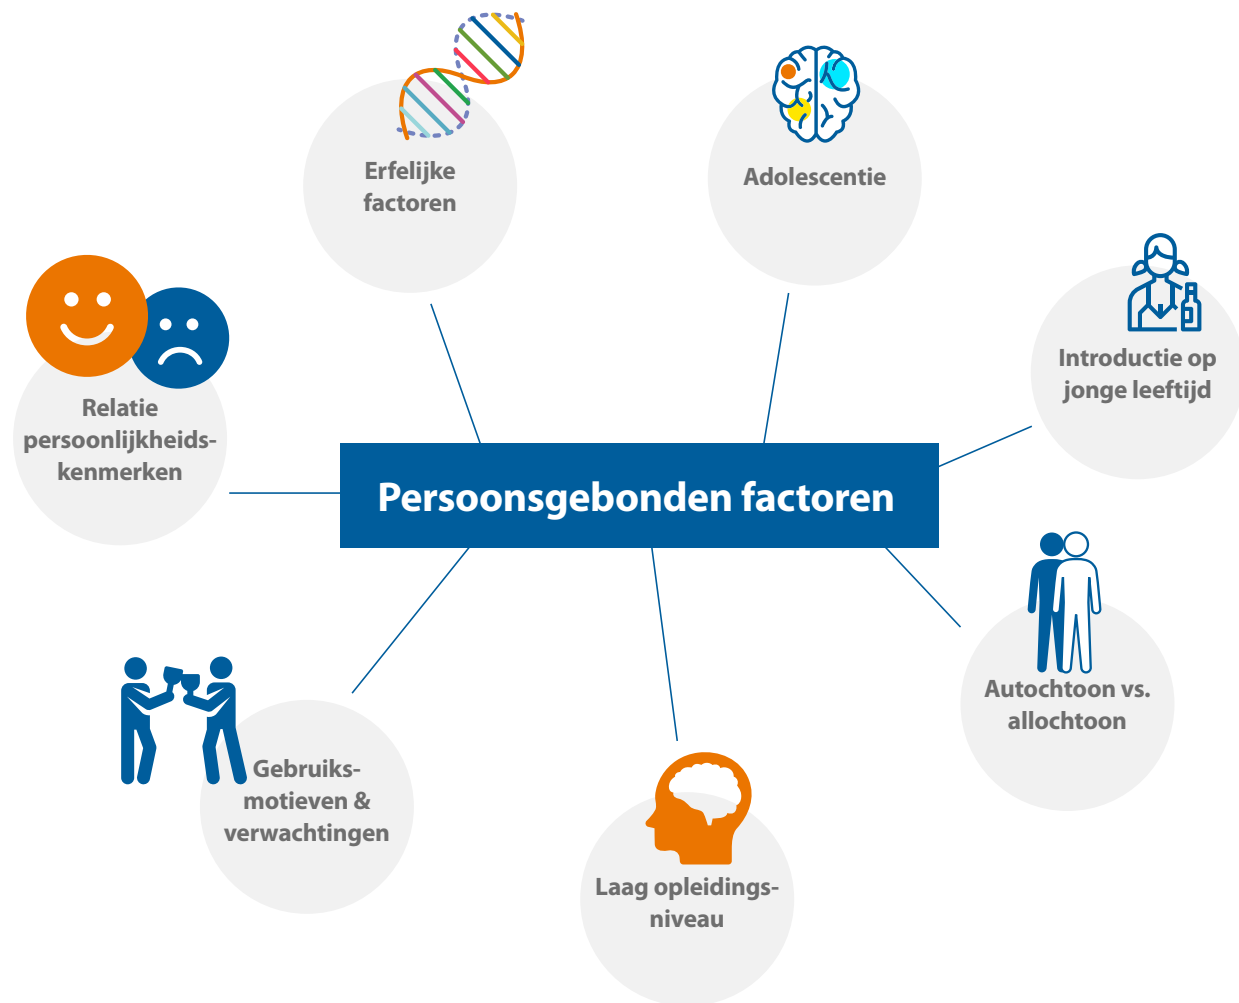 Erfelijke
factoren
Adolescentie
Introductie op
jonge leeftijd
Relatie
persoonlijkheids-
kenmerken
Persoonsgebonden factoren
Autochtoon vs.
allochtoon
Gebruiks-
motieven &
verwachtingen
Laag opleidings-
niveau